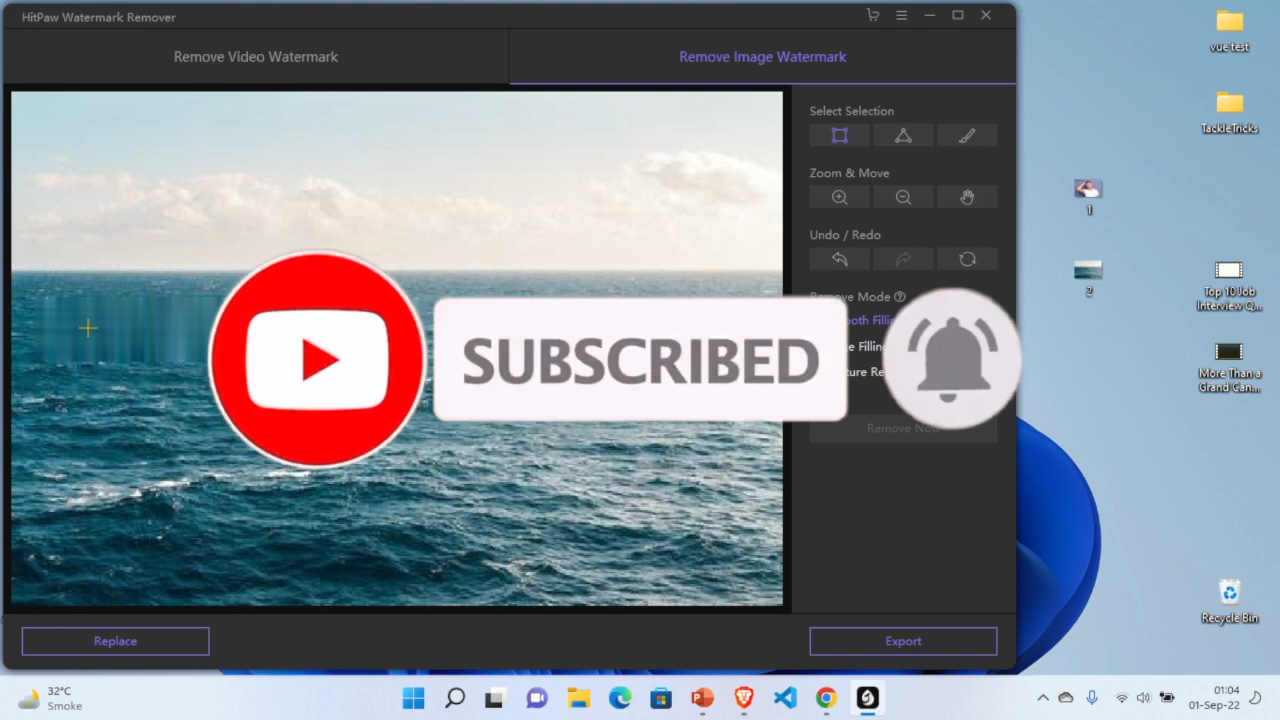 HitPaw Watermark Remover
Remove Video Watermark
Remove Image Watermark
Select Selection
Zoom & Move
Undo / Redo
SUBSCRIBED
Remove Now
Replace
Export
vue test
TackleTricks
1
2
Top 10 Job
Interview Q...
More Than a
Grand Can...
Recycle Bin
32°C
Smoke
01:04
01-Sep-22